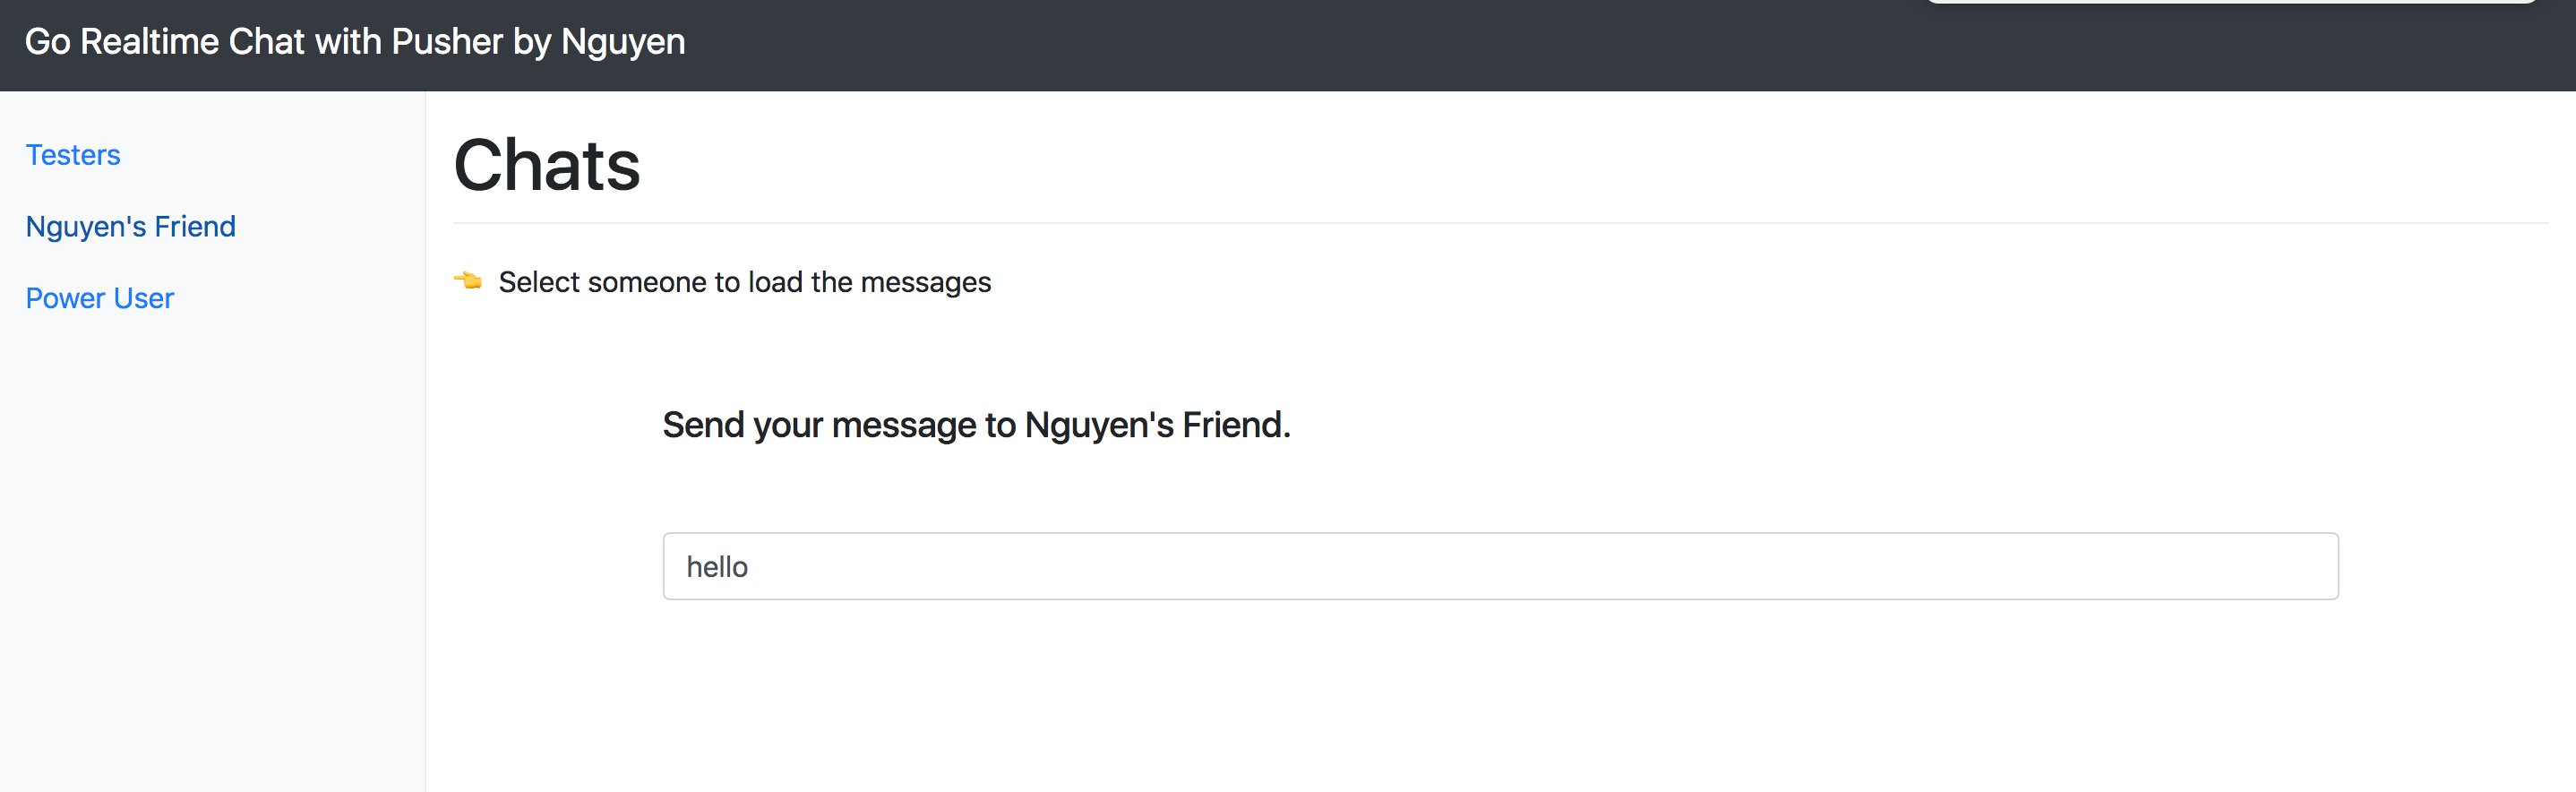 Go Realtime Chat with Pusher by Nguyen
Testers
Nguyen's Friend
Power User
Chats
👈 Select someone to load the messages
Send your message to Nguyen's Friend.
hello